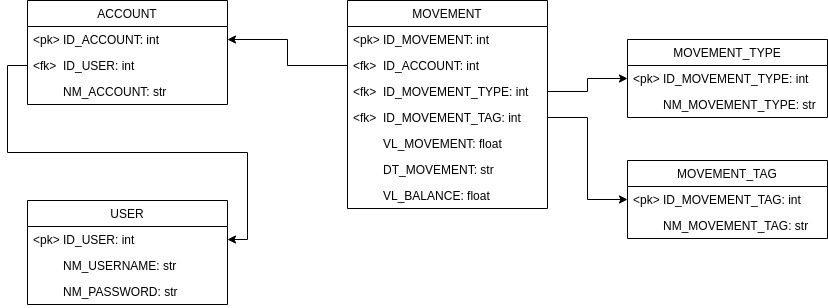 ACCOUNT
<pk> ID_ACCOUNT: int
<fk> ID_USER: int
NM_ACCOUNT: str
MOVEMENT
<pk> ID_MOVEMENT: int
<fk> ID_ACCOUNT: int
<fk> ID_MOVEMENT_TYPE: int
<fk> ID_MOVEMENT_TAG: int
VL_MOVEMENT: float
DT_MOVEMENT: str
VL_BALANCE: float
MOVEMENT_TYPE
<pk> ID_MOVEMENT_TYPE: int
NM_MOVEMENT_TYPE: str
MOVEMENT_TAG
<pk> ID_MOVEMENT_TAG: int
NM_MOVEMENT_TAG: str
USER
<pk> ID_USER: int
NM_USERNAME: str
NM_PASSWORD: str